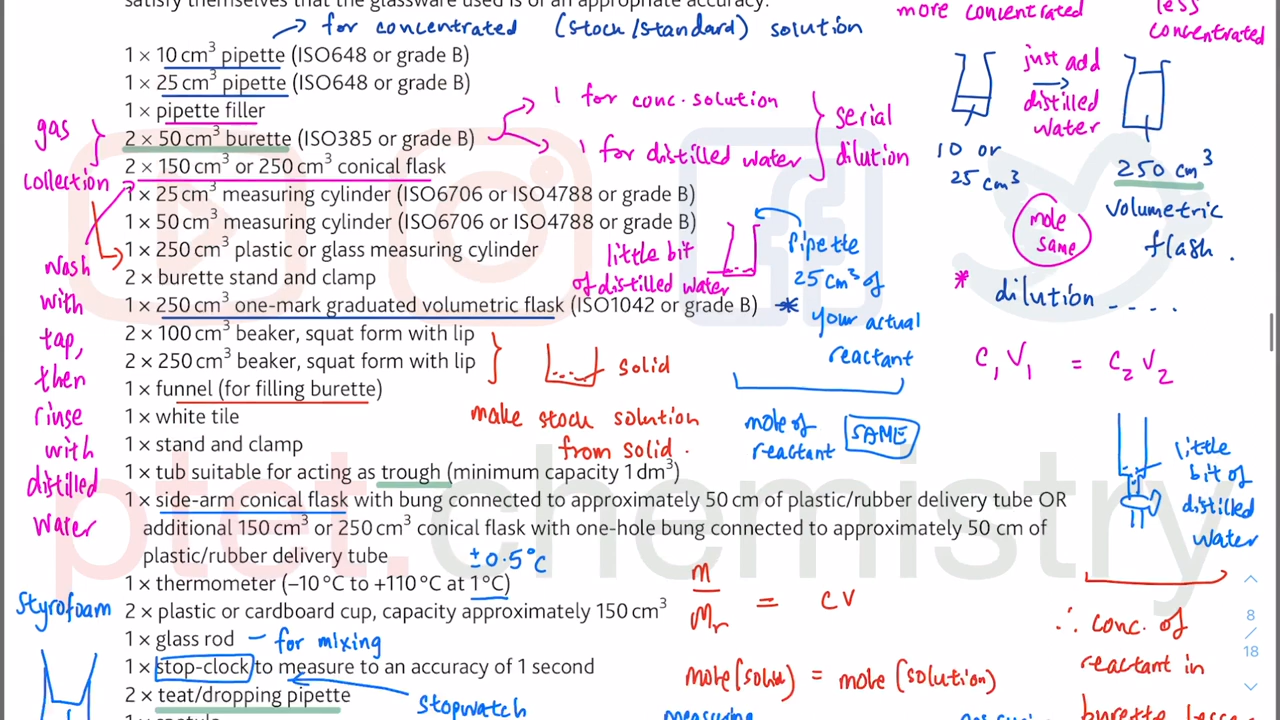 satisfy themselves that the glassware used is of an appropriate accuracy.
for concentrated (stock/standard) solution
1 × 10 cm³ pipette (ISO648 or grade B)
1 × 25 cm³ pipette (ISO648 or grade B)
1 × pipette filler
2 × 50 cm³ burette (ISO385 or grade B)
2 × 150 cm³ or 250 cm³ conical flask
1 × 25 cm³ measuring cylinder (ISO6706 or ISO4788 or grade B)
1 × 50 cm³ measuring cylinder (ISO6706 or ISO4788 or grade B)
1 × 250 cm³ plastic or glass measuring cylinder
2 × burette stand and clamp
1 × 250 cm³ one-mark graduated volumetric flask (ISO1042 or grade B) *
2 × 100 cm³ beaker, squat form with lip
2 × 250 cm³ beaker, squat form with lip
1 × funnel (for filling burette)
1 × white tile
1 × stand and clamp
1 × tub suitable for acting as trough (minimum capacity 1 dm³)
1 × side-arm conical flask with bung connected to approximately 50 cm of plastic/rubber delivery tube OR
additional 150 cm³ or 250 cm³ conical flask with one-hole bung connected to approximately 50 cm of
plastic/rubber delivery tube
± 0.5°C
1 × thermometer (–10 °C to +110 °C at 1 °C)
2 × plastic or cardboard cup, capacity approximately 150 cm³
1 × glass rod – for mixing
1 × stop-clock to measure to an accuracy of 1 second
2 × teat/dropping pipette
stopwatch
gas
collection
wash
with
tap,
then
rinse
with
distilled
water
Styrofoam
1 for conc. solution
1 for distilled water
serial
dilution
little bit
of distilled water
pipette
25 cm³ of
your actual
reactant
solid
make stock solution
from solid.
mole of
reactant
SAME
m
Mr
= CV
mole(solid) = mole (solution)
measuring
more concentrated
less
concentrated
just add
distilled
water
10 or
25 cm³
250 cm³
volumetric
flash.
mole
same
* dilution ....
C₁V₁ = C₂V₂
little
bit of
distilled
water
∴ conc. of
reactant in
ptet.chemistry
8
/
18